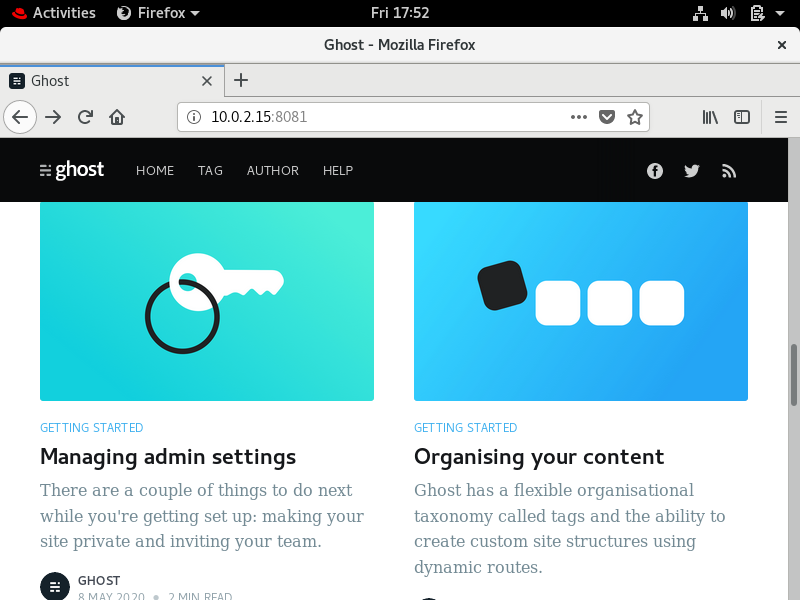 Activities Firefox Fri 17:52
Ghost - Mozilla Firefox
Ghost
10.0.2.15:8081
ghost HOME TAG AUTHOR HELP
GETTING STARTED
Managing admin settings
There are a couple of things to do next
while you're getting set up: making your
site private and inviting your team.
GHOST
8 MAY 2020 • 2 MIN READ
GETTING STARTED
Organising your content
Ghost has a flexible organisational
taxonomy called tags and the ability to
create custom site structures using
dynamic routes.